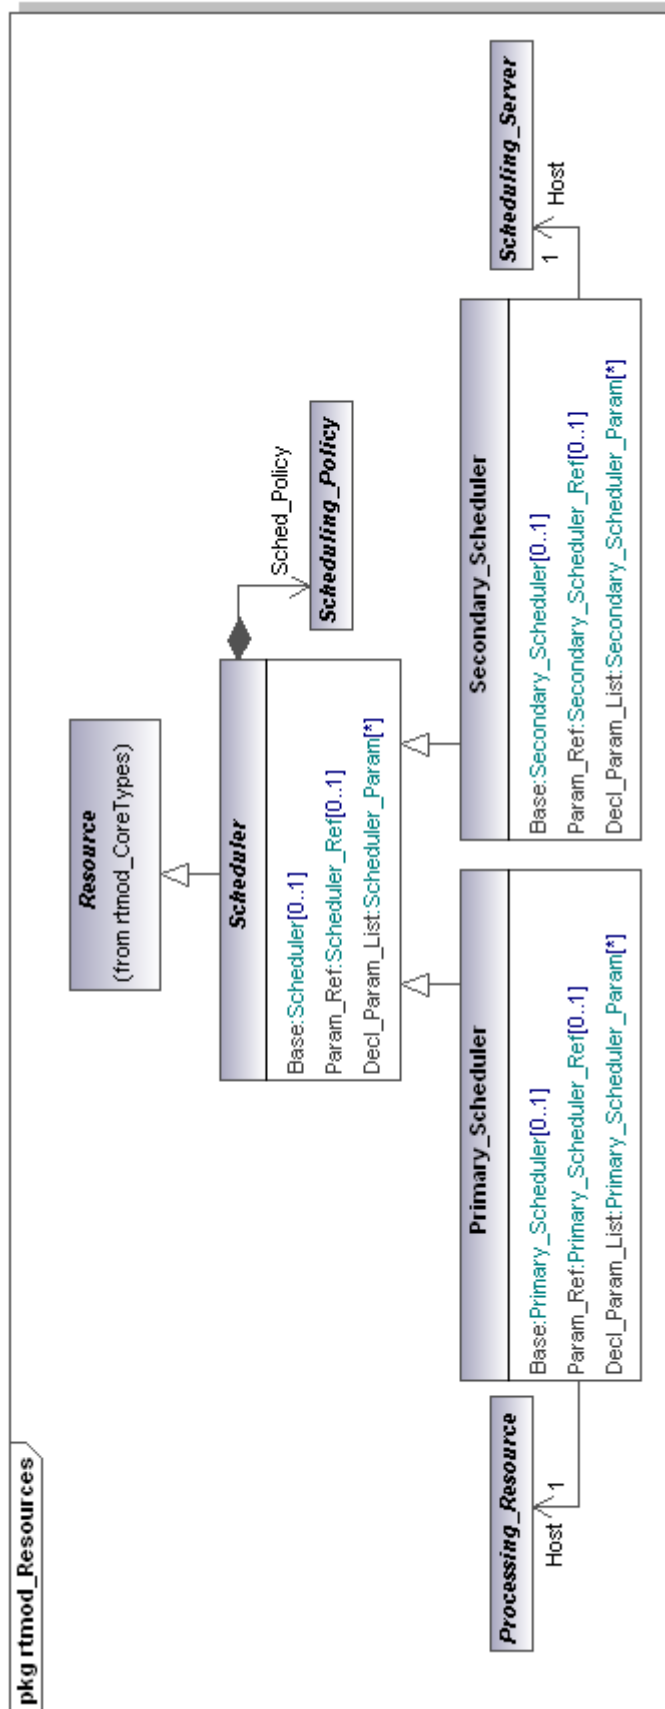 pkg rtmod_Resources
Resource
(from rtmod_CoreTypes)
Scheduler
Base:Scheduler[0..1]
Param_Ref:Scheduler_Ref[0..1]
Decl_Param_List:Scheduler_Param[*]
Sched_Policy
Scheduling_Policy
Processing_Resource
Host
1
Primary_Scheduler
Base:Primary_Scheduler[0..1]
Param_Ref:Primary_Scheduler_Ref[0..1]
Decl_Param_List:Primary_Scheduler_Param[*]
Secondary_Scheduler
Base:Secondary_Scheduler[0..1]
Param_Ref:Secondary_Scheduler_Ref[0..1]
Decl_Param_List:Secondary_Scheduler_Param[*]
Scheduling_Server
1
Host